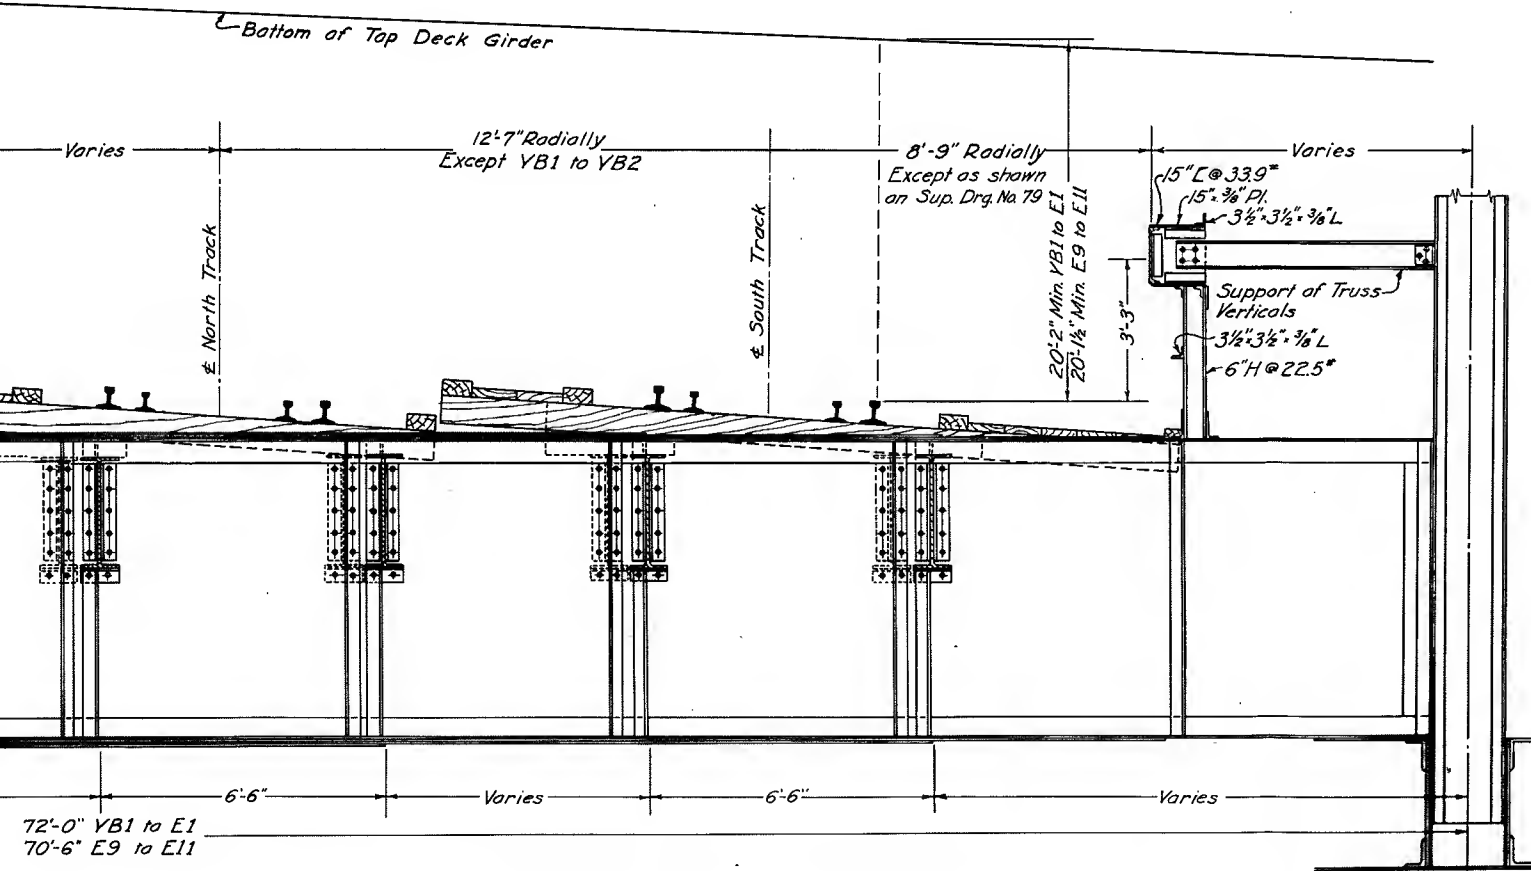 Bottom of Top Deck Girder
Varies
12'-7" Radially
Except YB1 to YB2
8'-9" Radially
Except as shown
on Sup. Drg. No. 79
Varies
15" [ @ 33.9#
15" x 3/8" Pl.
3½" x 3½" x 3/8" L
℄ North Track
℄ South Track
20'-2" Min. YB1 to E1
20'-1½" Min. E9 to E11
3'-3"
Support of Truss
Verticals
3½" x 3½" x 3/8" L
6" H @ 22.5#
6'-6"
Varies
6'-6"
Varies
72'-0" YB1 to E1
70'-6" E9 to E11